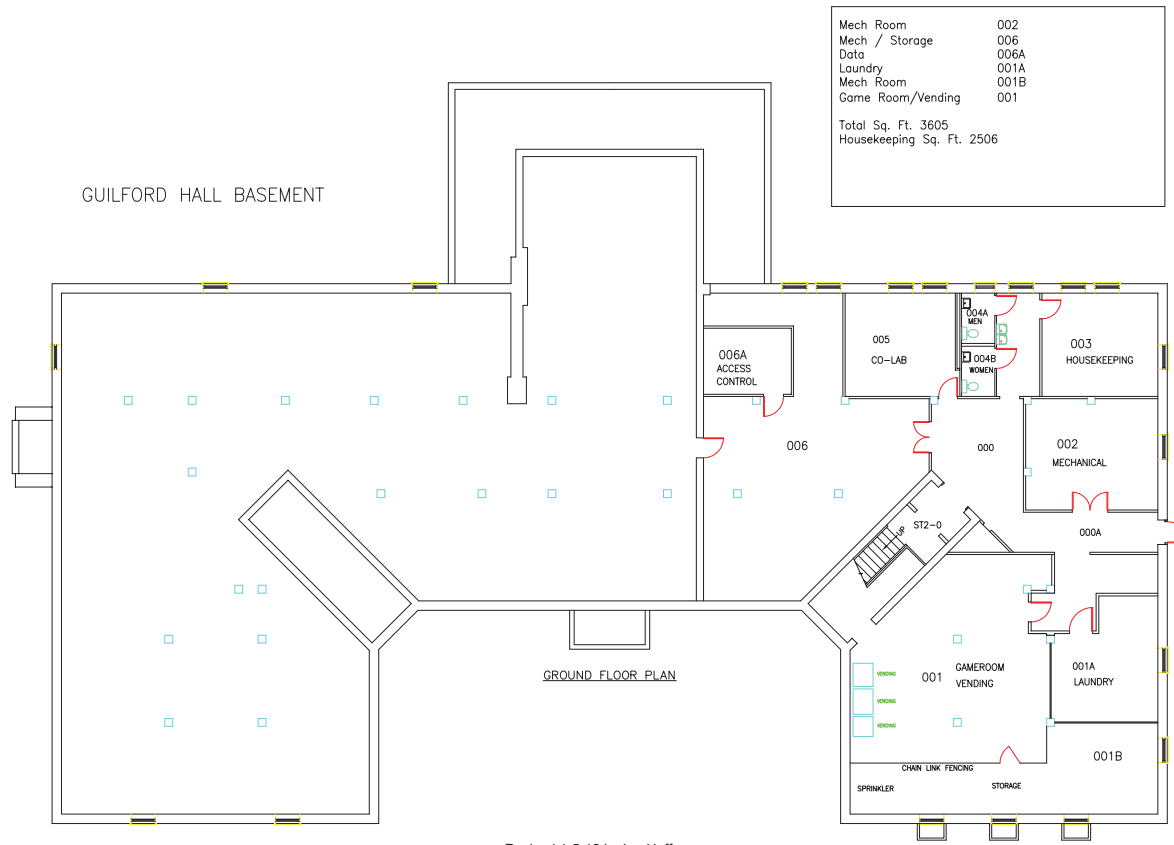 Mech Room 002
Mech / Storage 006
Data 006A
Laundry 001A
Mech Room 001B
Game Room/Vending 001
Total Sq. Ft. 3605
Housekeeping Sq. Ft. 2506
GUILFORD HALL BASEMENT
004A
MEN
005
CO-LAB
003
HOUSEKEEPING
006A
ACCESS
CONTROL
004B
WOMEN
006
000
002
MECHANICAL
ST2-0
UP
000A
GROUND FLOOR PLAN
001
GAMEROOM
VENDING
001A
LAUNDRY
VENDING
VENDING
VENDING
001B
CHAIN LINK FENCING
SPRINKLER
STORAGE